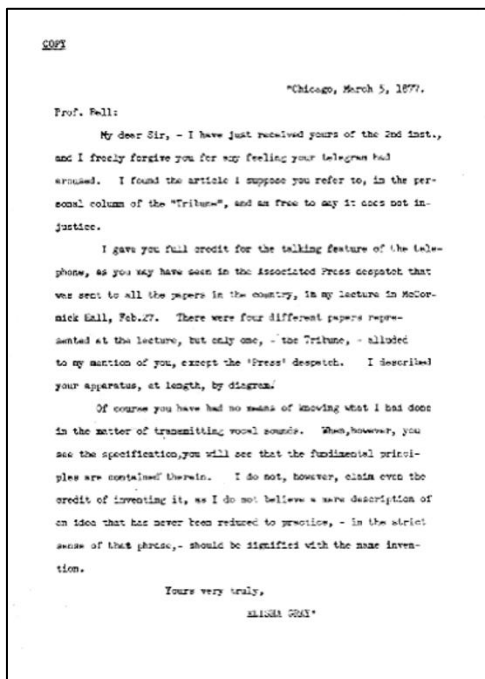 COPY
"Chicago, March 5, 1877.
Prof. Bell:
My dear Sir, - I have just received yours of the 2nd inst.,
and I freely forgive you for any feeling your telegram had
aroused. I found the article I suppose you refer to, in the per-
sonal column of the "Tribune", and am free to say it does me in-
justice.
I gave you full credit for the talking feature of the tele-
phone, as you may have seen in the Associated Press despatch that
was sent to all the papers in the country, in my lecture in McCor-
mick Hall, Feb.27. There were four different papers repre-
sented at the lecture, but only one, - the Tribune, - alluded
to my mention of you, except the 'Press' despatch. I described
your apparatus, at length, by diagram.
Of course you have had no means of knowing what I had done
in the matter of transmitting vocal sounds. When,however, you
see the specification,you will see that the fundimental princi-
ples are contained therein. I do not, however, claim even the
credit of inventing it, as I do not believe a mere description of
an idea that has never been reduced to practice, - in the strict
sense of that phrase,- should be dignified with the name inven-
tion.
Yours very truly,
ELISHA GRAY"